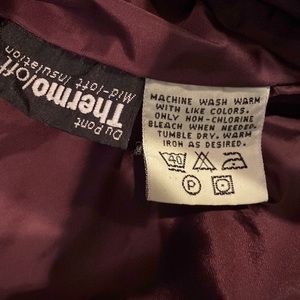 Du Pont
Thermoloft
Mid-loft Insulation
MACHINE WASH WARM
WITH LIKE COLORS.
ONLY NON-CHLORINE
BLEACH WHEN NEEDED.
TUMBLE DRY. WARM
IRON AS DESIRED.
40
P